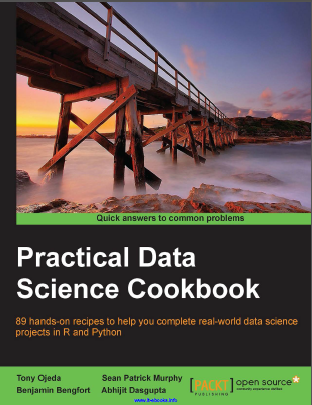 Quick answers to common problems
Practical Data
Science Cookbook
89 hands-on recipes to help you complete real-world data science
projects in R and Python
Tony Ojeda Sean Patrick Murphy
Benjamin Bengfort Abhijit Dasgupta
[PACKT] open source*
PUBLISHING community experience distilled
www.it-ebooks.info